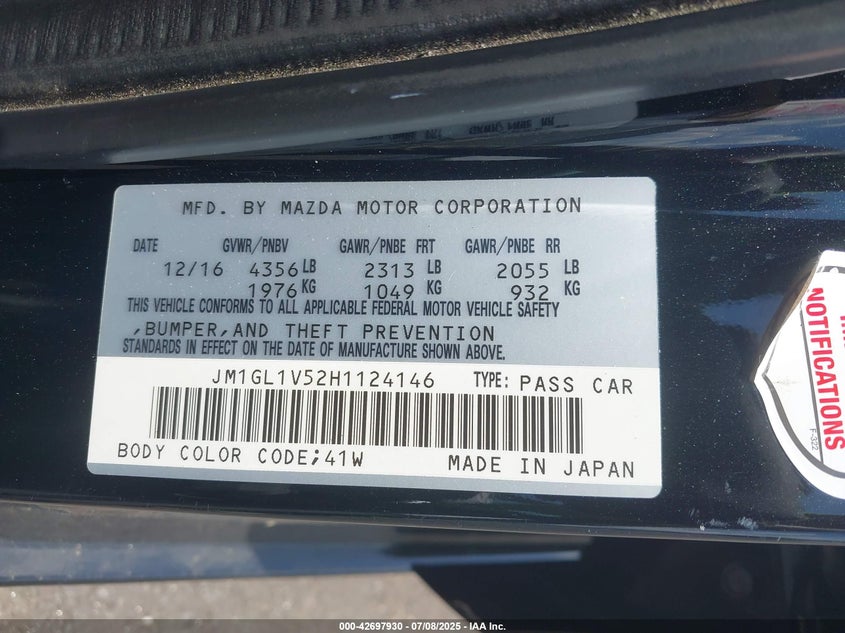 MFD. BY MAZDA MOTOR CORPORATION
DATE GVWR/PNBV GAWR/PNBE FRT GAWR/PNBE RR
12/16 4356 LB 2313 LB 2055 LB
1976 KG 1049 KG 932 KG
THIS VEHICLE CONFORMS TO ALL APPLICABLE FEDERAL MOTOR VEHICLE SAFETY
,BUMPER,AND THEFT PREVENTION
STANDARDS IN EFFECT ON THE DATE OF MANUFACTURE SHOWN ABOVE.
JM1GL1V52H1124146 TYPE: PASS CAR
BODY COLOR CODE;41W MADE IN JAPAN
NOTIFICATIONS
F-322
000-42697930 - 07/08/2025 - IAA Inc.